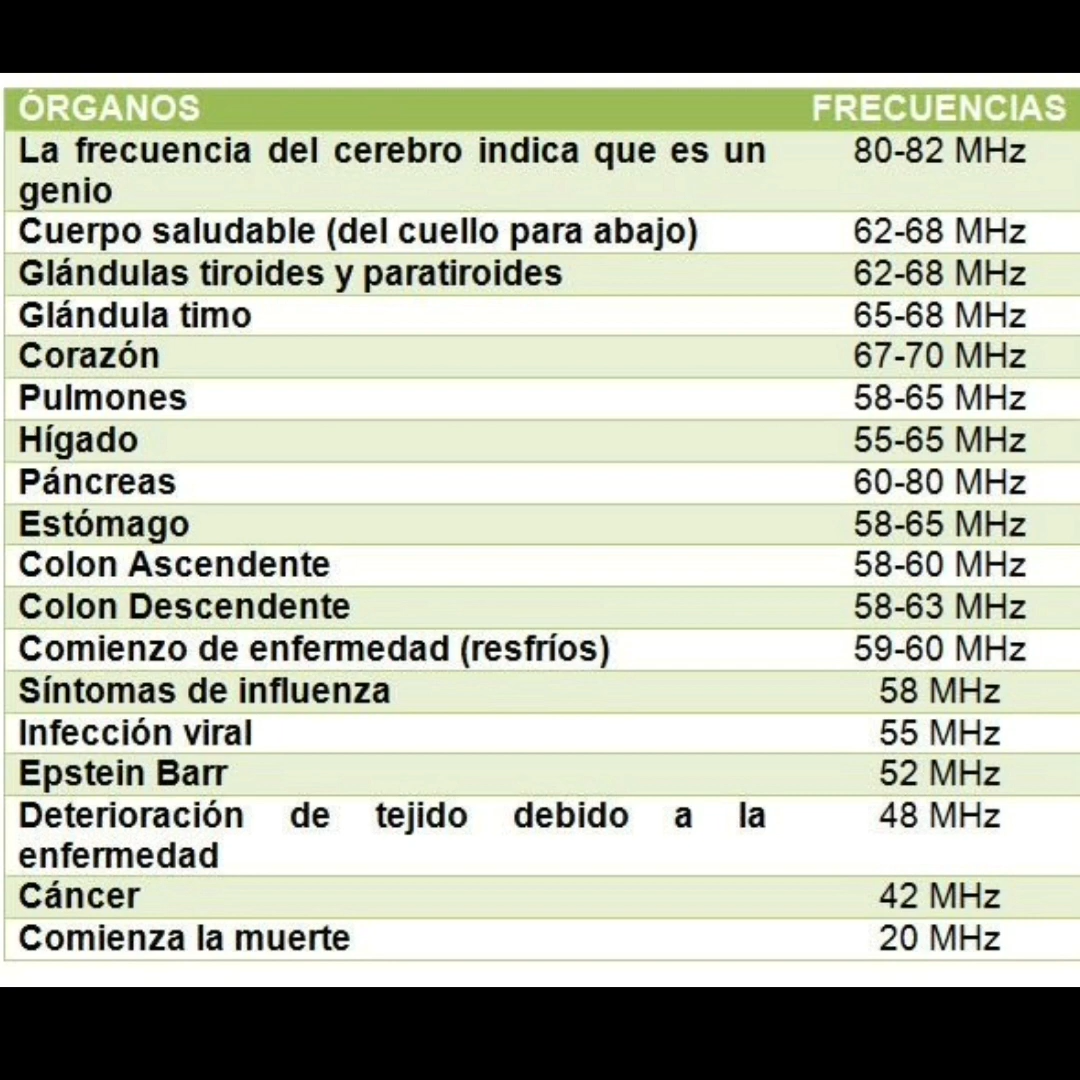 ÓRGANOS FRECUENCIAS
La frecuencia del cerebro indica que es un 80-82 MHz
genio
Cuerpo saludable (del cuello para abajo) 62-68 MHz
Glándulas tiroides y paratiroides 62-68 MHz
Glándula timo 65-68 MHz
Corazón 67-70 MHz
Pulmones 58-65 MHz
Hígado 55-65 MHz
Páncreas 60-80 MHz
Estómago 58-65 MHz
Colon Ascendente 58-60 MHz
Colon Descendente 58-63 MHz
Comienzo de enfermedad (resfríos) 59-60 MHz
Síntomas de influenza 58 MHz
Infección viral 55 MHz
Epstein Barr 52 MHz
Deterioración de tejido debido a la 48 MHz
enfermedad
Cáncer 42 MHz
Comienza la muerte 20 MHz